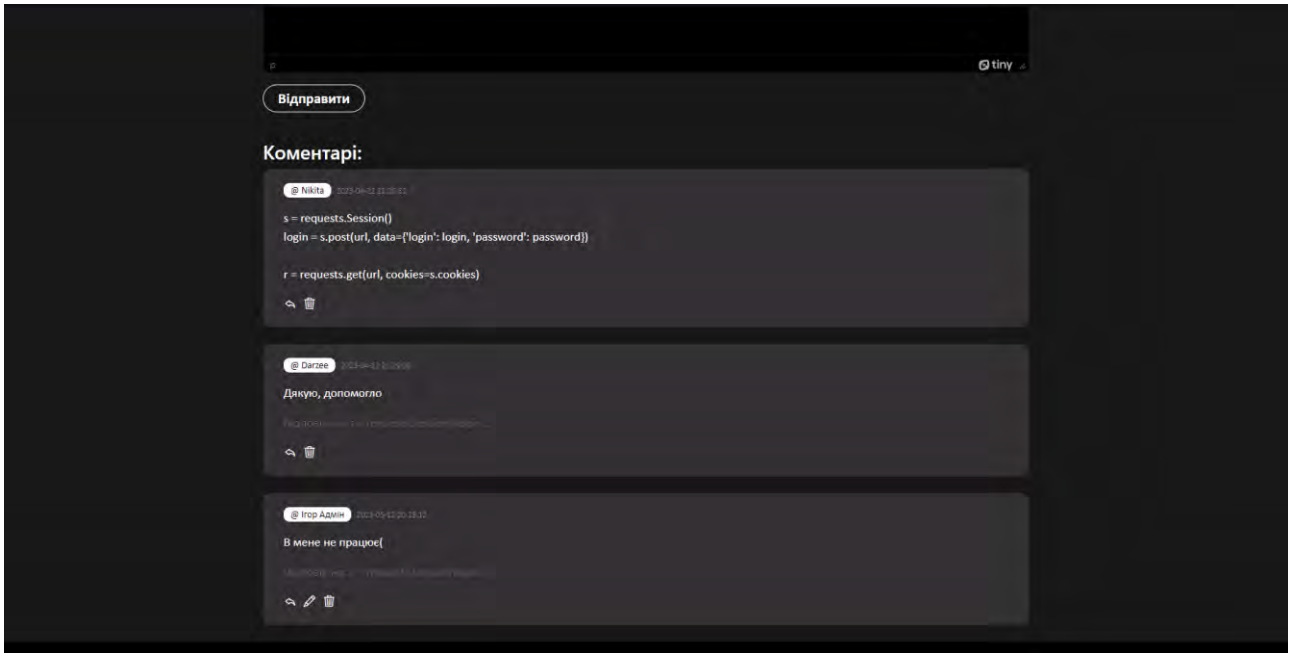 tiny
Відправити
Коментарі:
@ Nikita
s = requests.Session()
login = s.post(url, data={'login': login, 'password': password})
r = requests.get(url, cookies=s.cookies)
@ Darzee
Дякую, допомогло
@ Ігор Адмін
В мене не працює(